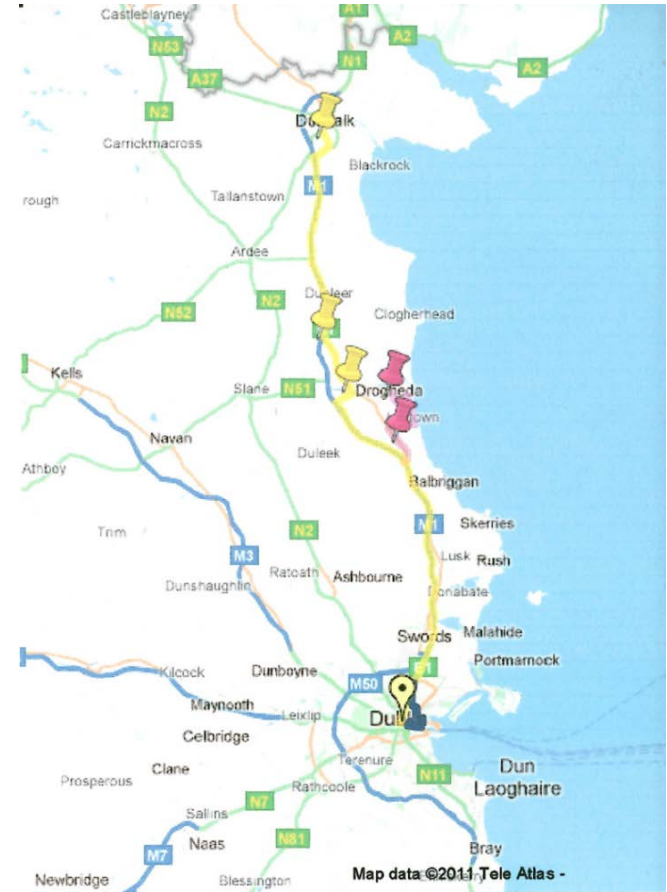 Castleblayney
A1
A2
N53
N1
A37
A2
N2
Carrickmacross
Blackrock
M1
rough
Tallanstown
Ardee
N2
Clogherhead
N52
Kells
Slane
N51
Drogheda
Navan
own
Duleek
Athboy
Balbriggan
M1
Skerries
Trim
N2
M3
Lusk
Rush
Ratoath
Ashbourne
Dunshaughlin
Swords
Malahide
Kilcock
Dunboyne
Portmarnock
M50
Maynooth
Leixlip
Celbridge
Terenure
Clane
N11
Dun
Laoghaire
Prosperous
Rathcoole
N7
Sallins
N81
Naas
M7
Bray
Newbridge
Blessington
Map data ©2011 Tele Atlas -